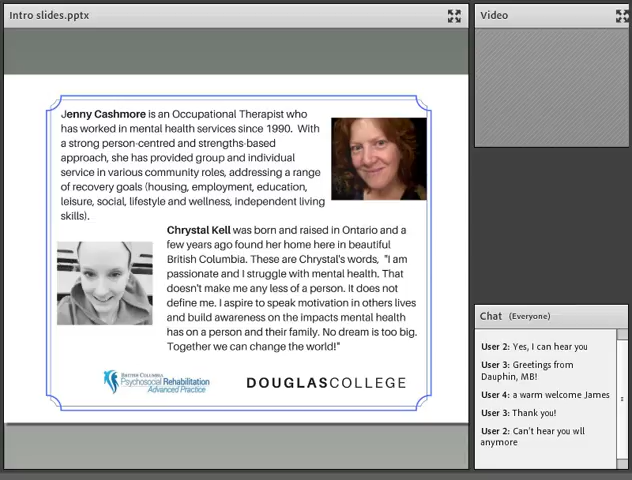 Intro slides.pptx
Video
Jenny Cashmore is an Occupational Therapist who
has worked in mental health services since 1990. With
a strong person-centred and strengths-based
approach, she has provided group and individual
service in various community roles, addressing a range
of recovery goals (housing, employment, education,
leisure, social, lifestyle and wellness, independent living
skills).
Chrystal Kell was born and raised in Ontario and a
few years ago found her home here in beautiful
British Columbia. These are Chrystal's words, "I am
passionate and I struggle with mental health. That
doesn't make me any less of a person. It does not
define me. I aspire to speak motivation in others lives
and build awareness on the impacts mental health
has on a person and their family. No dream is too big.
Together we can change the world!"
British Columbia
Psychosocial Rehabilitation
Advanced Practice
DOUGLASCOLLEGE
Chat (Everyone)
User 2: Yes, I can hear you
User 3: Greetings from
Dauphin, MB!
User 4: a warm welcome James
User 3: Thank you!
User 2: Can't hear you wll
anymore